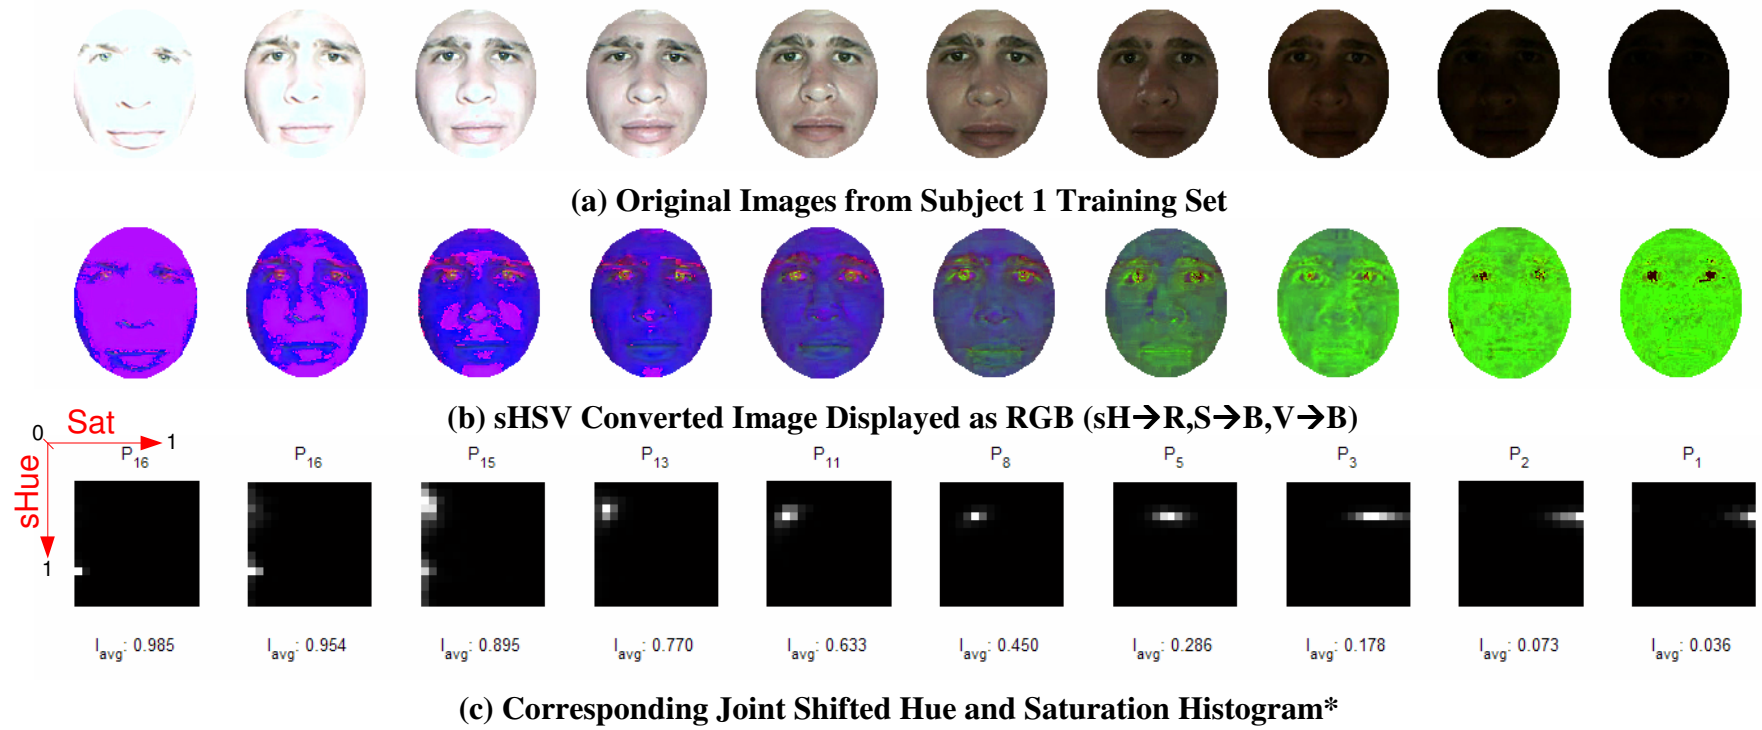 (a) Original Images from Subject 1 Training Set
(b) sHSV Converted Image Displayed as RGB (sH→R,S→B,V→B)
0 Sat 1
sHue
1
P16 P16 P15 P13 P11 P8 P5 P3 P2 P1
Iavg: 0.985 Iavg: 0.954 Iavg: 0.895 Iavg: 0.770 Iavg: 0.633 Iavg: 0.450 Iavg: 0.286 Iavg: 0.178 Iavg: 0.073 Iavg: 0.036
(c) Corresponding Joint Shifted Hue and Saturation Histogram*